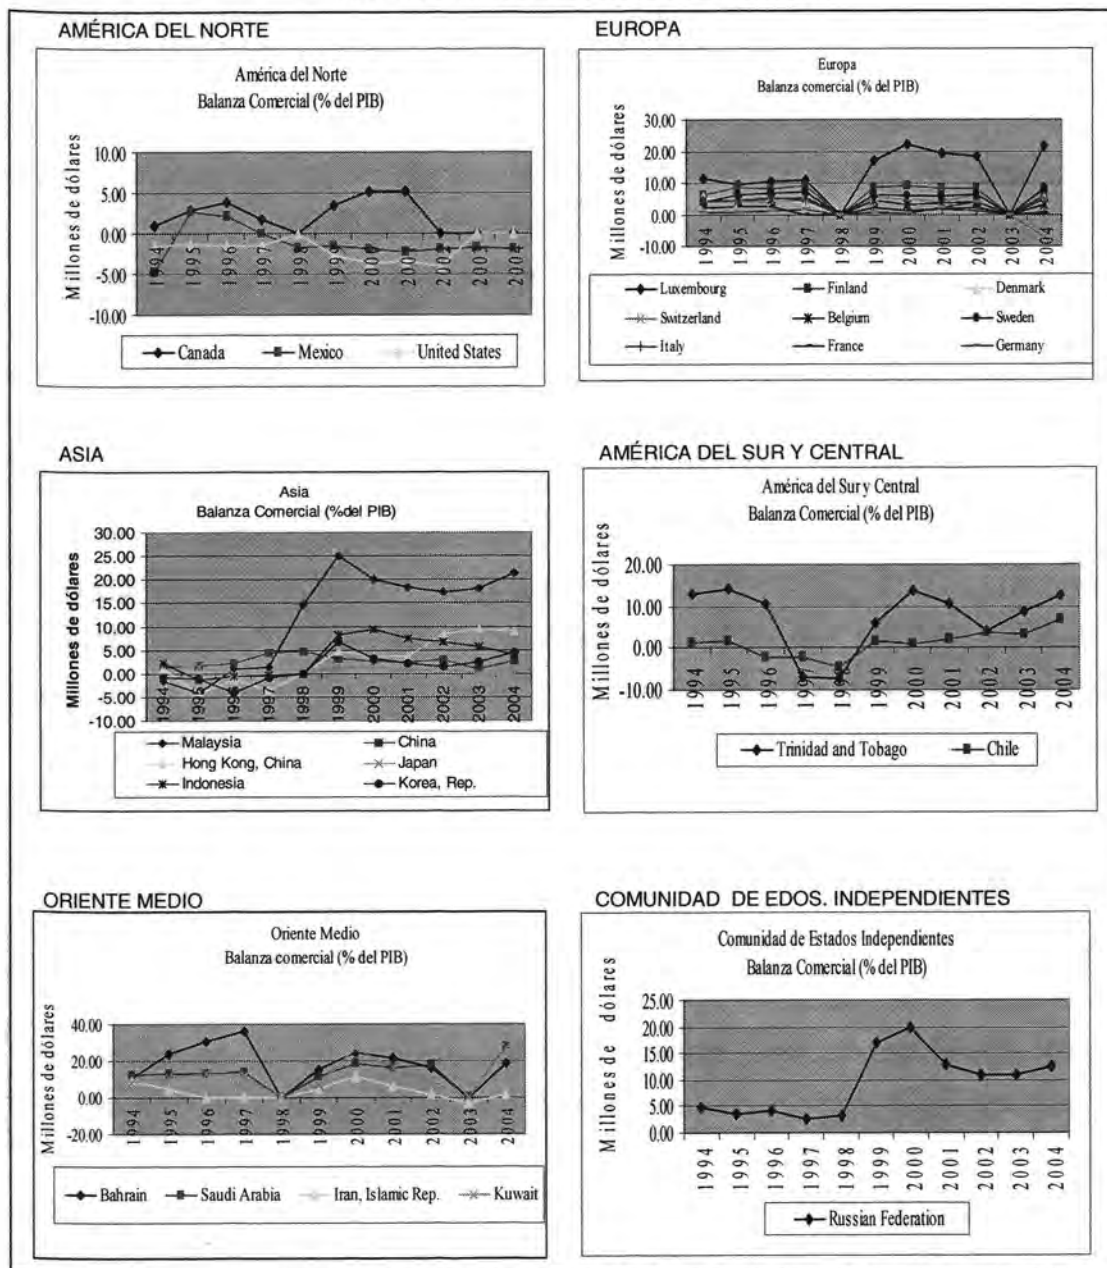 AMÉRICA DEL NORTE
América del Norte
Balanza Comercial (% del PIB)
Millones de dólares
10.00
5.00
0.00
-5.00
-10.00
1994 1995 1996 1997 1998 1999 2000 2001 2002 2003 2004
Canada Mexico United States
EUROPA
Europa
Balanza comercial (% del PIB)
Millones de dólares
30.00
20.00
10.00
0.00
-10.00
1994 1995 1996 1997 1998 1999 2000 2001 2002 2003 2004
Luxembourg Finland Denmark
Switzerland Belgium Sweden
Italy France Germany
ASIA
Asia
Balanza Comercial (%del PIB)
Millones de dólares
30.00
25.00
20.00
15.00
10.00
5.00
0.00
-5.00
-10.00
1994 1995 1996 1997 1998 1999 2000 2001 2002 2003 2004
Malaysia China
Hong Kong, China Japan
Indonesia Korea, Rep.
AMÉRICA DEL SUR Y CENTRAL
América del Sur y Central
Balanza Comercial (% del PIB)
Millones de dólares
20.00
10.00
0.00
-10.00
1994 1995 1996 1997 1998 1999 2000 2001 2002 2003 2004
Trinidad and Tobago Chile
ORIENTE MEDIO
Oriente Medio
Balanza comercial (% del PIB)
Millones de dólares
40.00
20.00
0.00
-20.00
1994 1995 1996 1997 1998 1999 2000 2001 2002 2003 2004
Bahrain Saudi Arabia Iran, Islamic Rep. Kuwait
COMUNIDAD DE EDOS. INDEPENDIENTES
Comunidad de Estados Independientes
Balanza Comercial (% del PIB)
Millones de dólares
25.00
20.00
15.00
10.00
5.00
0.00
1994 1995 1996 1997 1998 1999 2000 2001 2002 2003 2004
Russian Federation